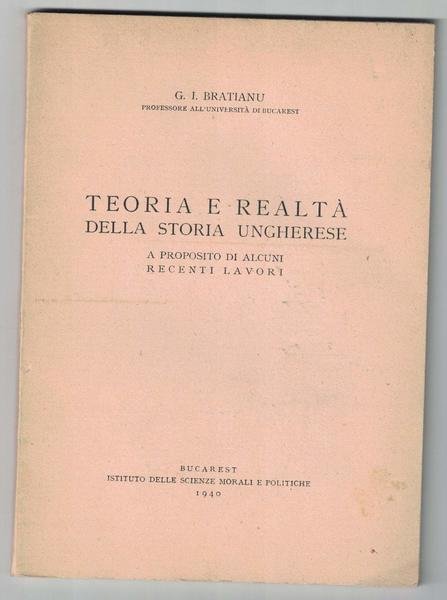 G. I. BRATIANU
PROFESSORE ALL'UNIVERSITÀ DI BUCAREST
TEORIA E REALTÀ
DELLA STORIA UNGHERESE
A PROPOSITO DI ALCUNI
RECENTI LAVORI
BUCAREST
ISTITUTO DELLE SCIENZE MORALI E POLITICHE
1940